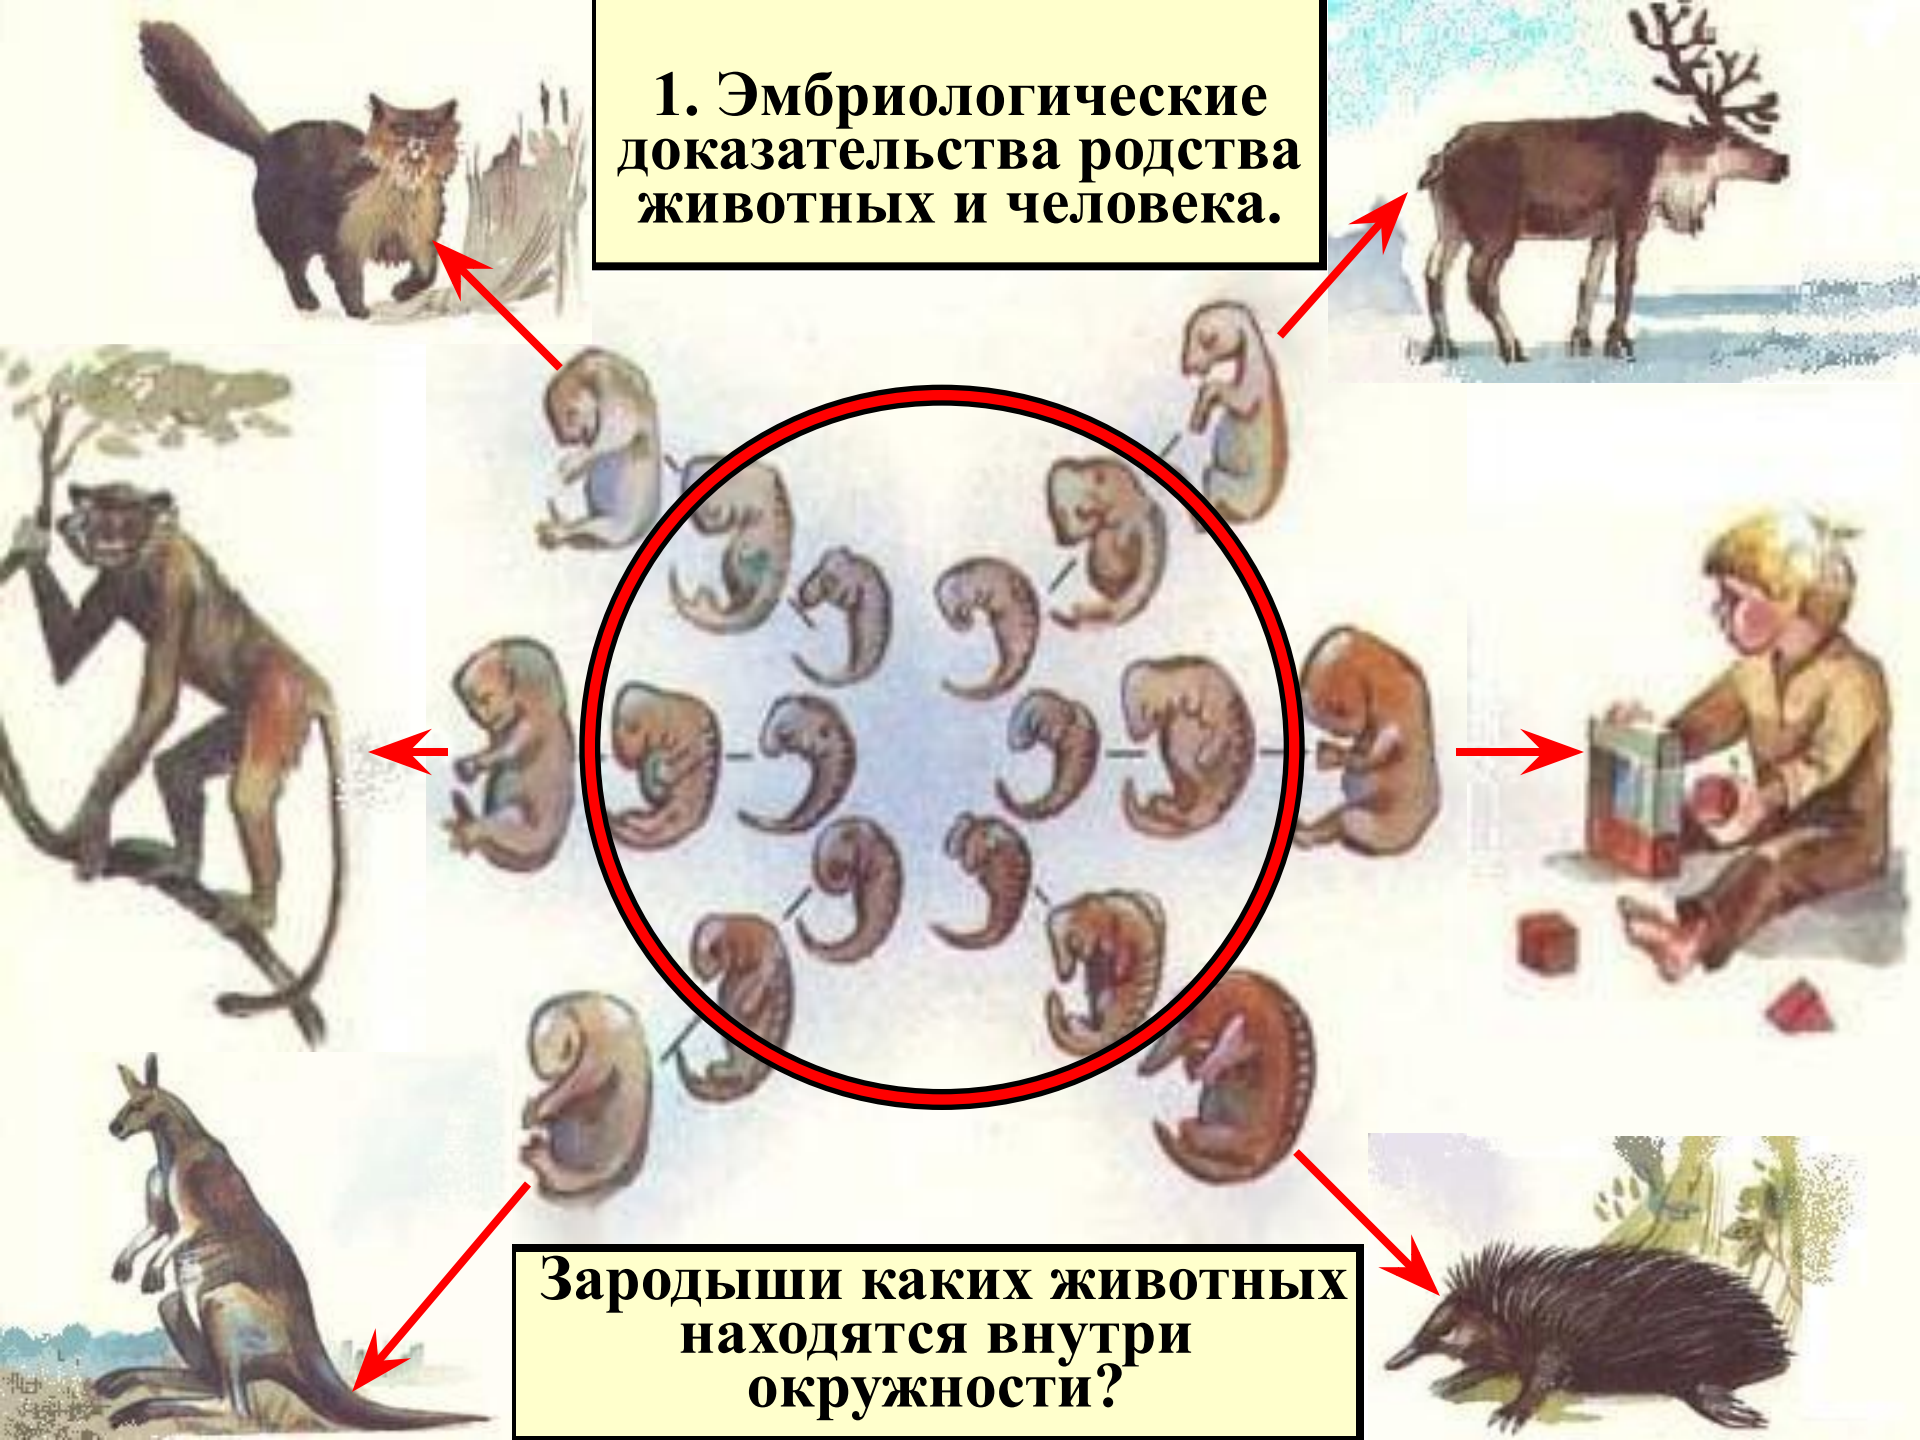 1. Эмбриологические
доказательства родства
животных и человека.
Зародыши каких животных
находятся внутри
окружности?